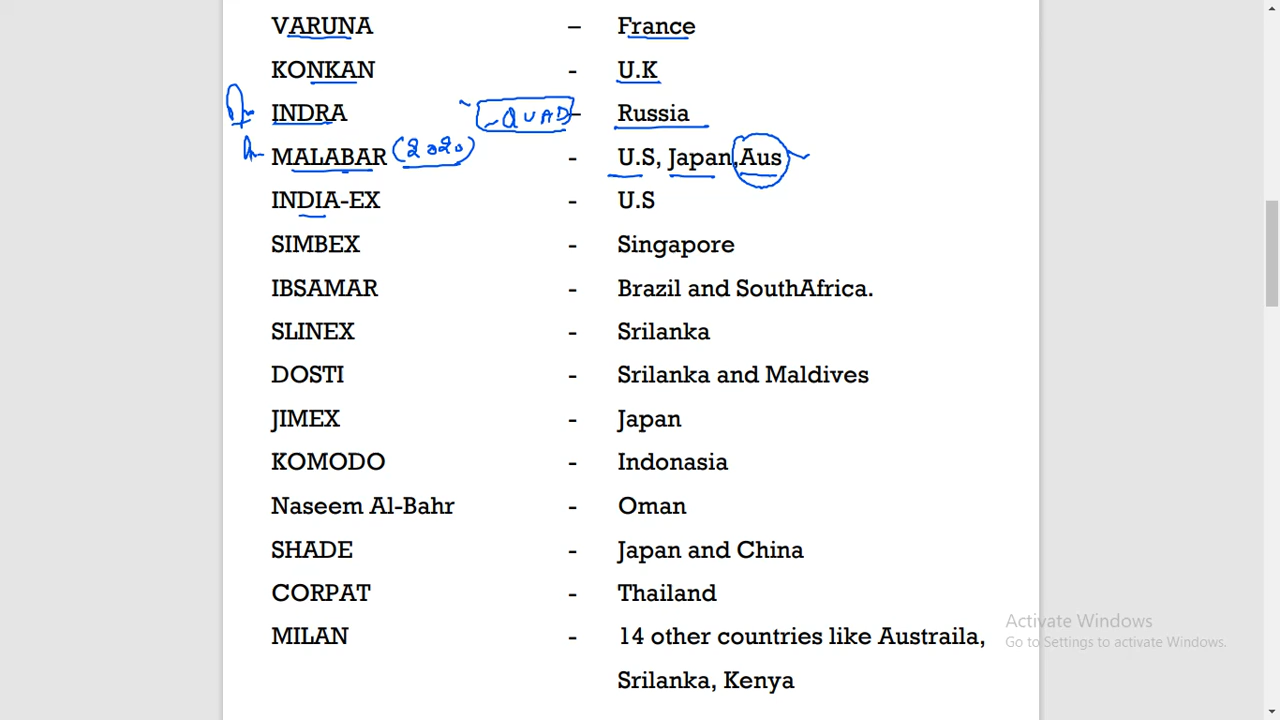 VARUNA – France
KONKAN - U.K
INDRA – Russia
- QUAD
MALABAR (2020) - U.S, Japan, Aus
INDIA-EX - U.S
SIMBEX - Singapore
IBSAMAR - Brazil and SouthAfrica.
SLINEX - Srilanka
DOSTI - Srilanka and Maldives
JIMEX - Japan
KOMODO - Indonasia
Naseem Al-Bahr - Oman
SHADE - Japan and China
CORPAT - Thailand
MILAN - 14 other countries like Austraila,
Srilanka, Kenya
Activate Windows
Go to Settings to activate Windows.